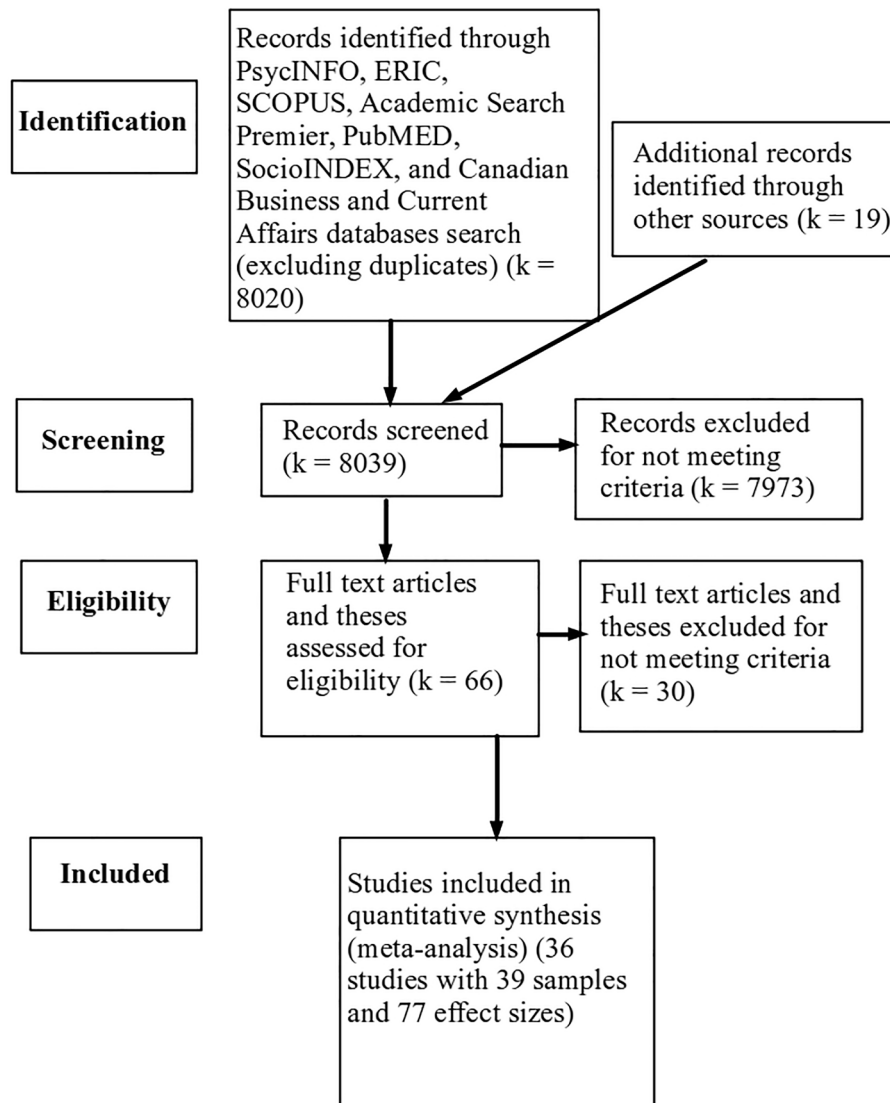 Identification
Records identified through
PsycINFO, ERIC,
SCOPUS, Academic Search
Premier, PubMED,
SocioINDEX, and Canadian
Business and Current
Affairs databases search
(excluding duplicates) (k =
8020)
Additional records
identified through
other sources (k = 19)
Screening
Records screened
(k = 8039)
Records excluded
for not meeting
criteria (k = 7973)
Eligibility
Full text articles
and theses
assessed for
eligibility (k = 66)
Full text articles and
theses excluded for
not meeting criteria
(k = 30)
Included
Studies included in
quantitative synthesis
(meta-analysis) (36
studies with 39 samples
and 77 effect sizes)